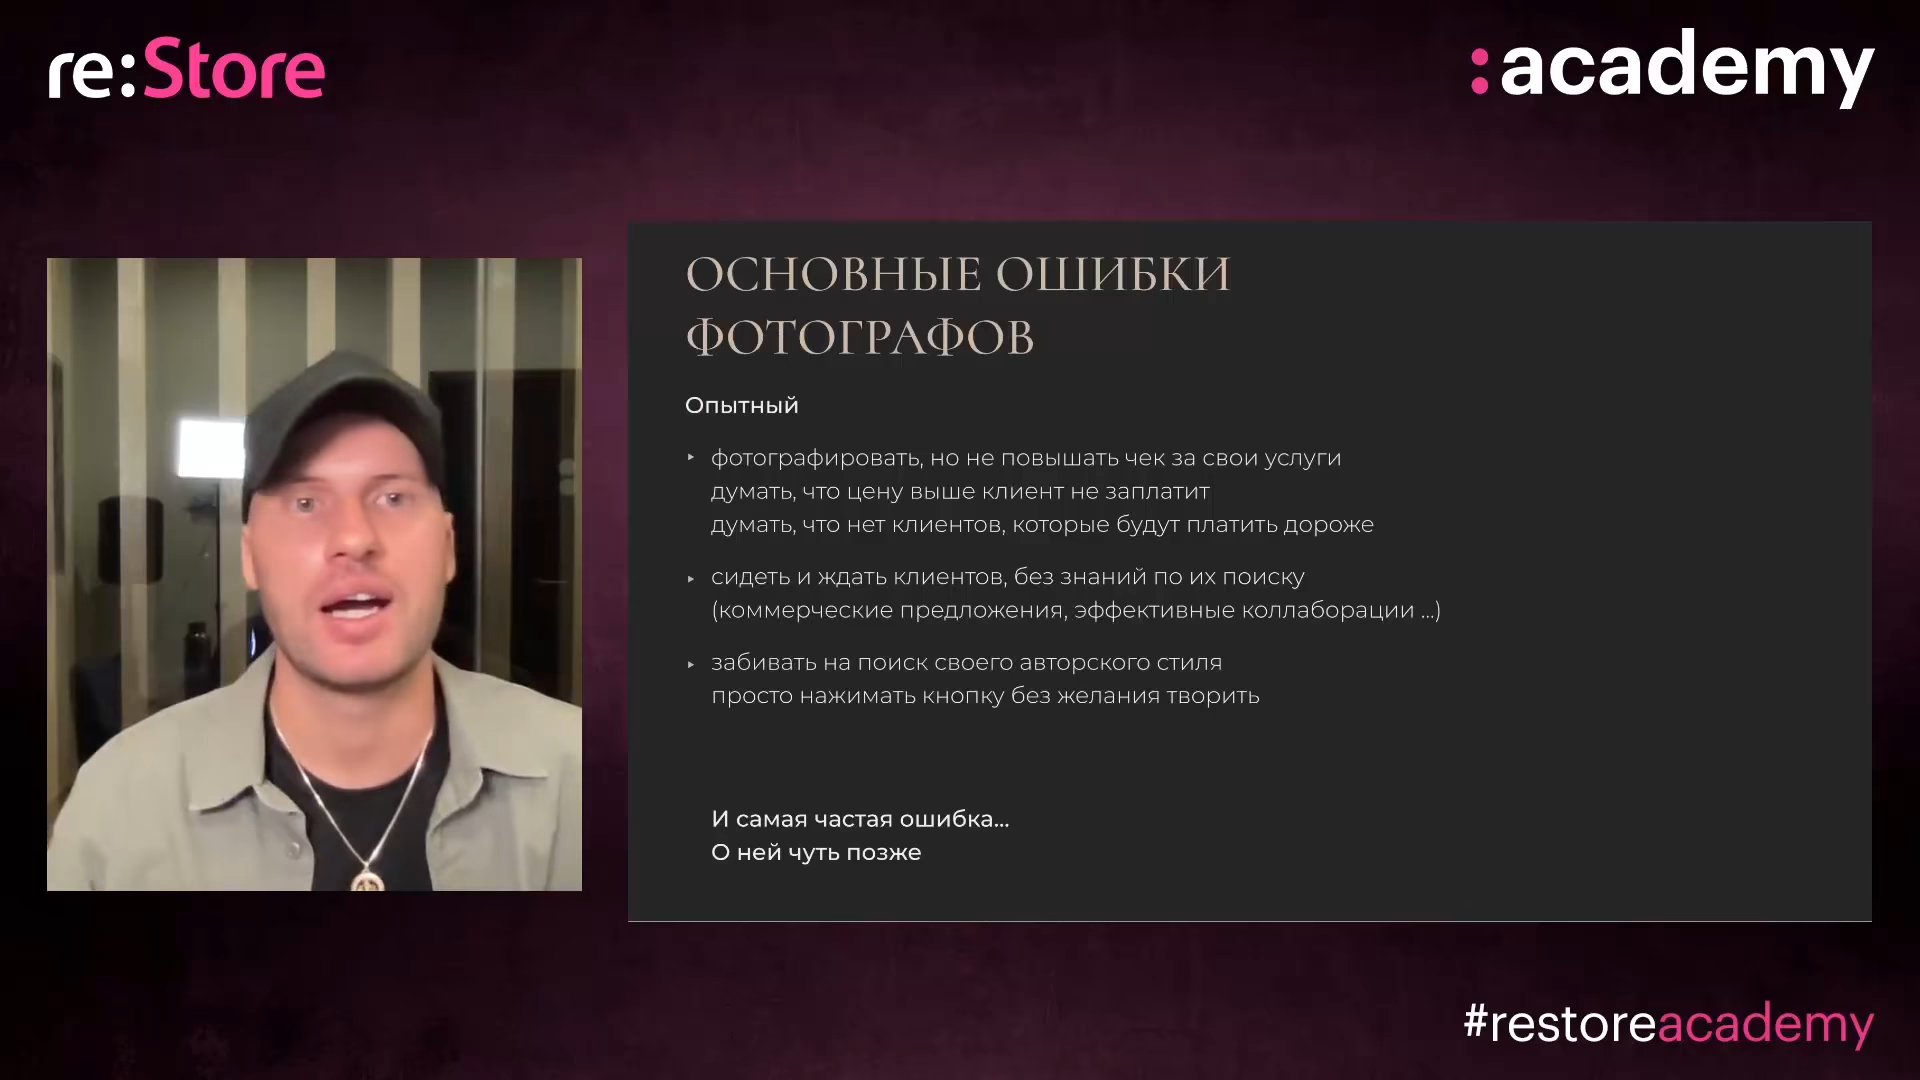 re:Store
:academy
ОСНОВНЫЕ ОШИБКИ
ФОТОГРАФОВ
Опытный
‣ фотографировать, но не повышать чек за свои услуги
думать, что цену выше клиент не заплатит
думать, что нет клиентов, которые будут платить дороже
‣ сидеть и ждать клиентов, без знаний по их поиску
(коммерческие предложения, эффективные коллаборации ...)
‣ забивать на поиск своего авторского стиля
просто нажимать кнопку без желания творить
И самая частая ошибка...
О ней чуть позже
#restoreacademy